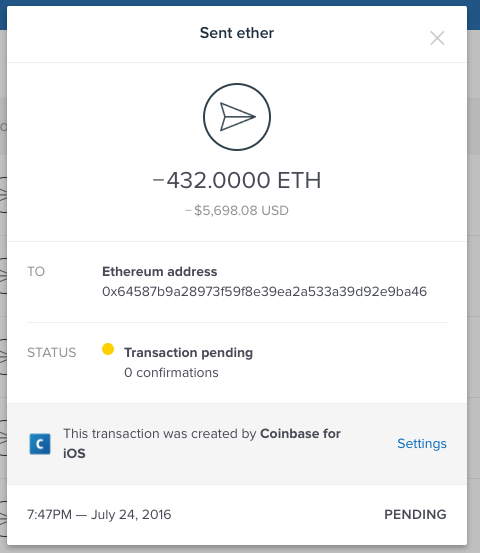 Sent ether
−432.0000 ETH
−$5,698.08 USD
TO
Ethereum address
0x64587b9a28973f59f8e39ea2a533a39d92e9ba46
STATUS
Transaction pending
0 confirmations
C
This transaction was created by Coinbase for
iOS
Settings
7:47PM — July 24, 2016
PENDING